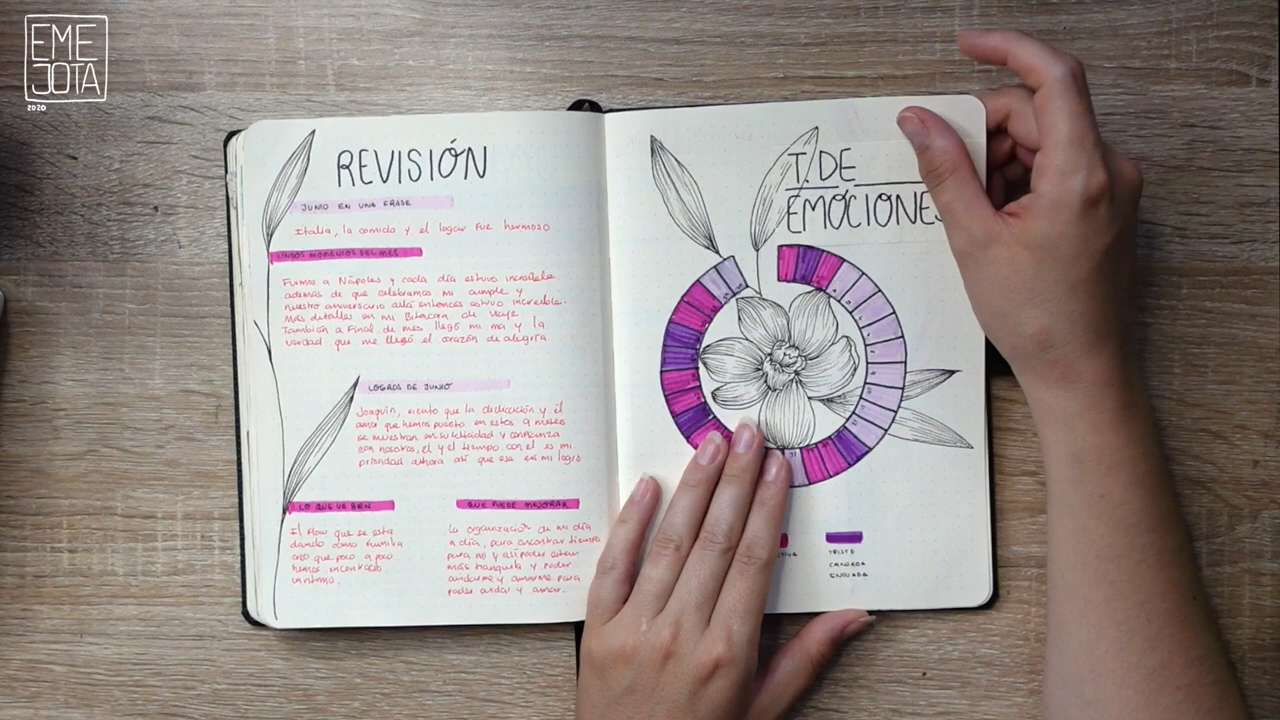 EME
JOTA
2020
REVISIÓN
JUNIO EN UNA FRASE
Italia, la comida y el logar fue hermoso
LINDOS MOMENTOS DEL MES
Fuimos a Nápoles y cada día estuvo increíble
además de que celebramos mi cumple y
nuestro aniversario allá entonces estuvo increíble.
Más detalles en mi Bitácora de viaje
También a final de mes llegó mi ma y la
verdad que me llegó el corazón de alegría
LOGROS DE JUNIO
Joaquín, siento que la dedicación y el
amor que hemos puesto en estos 9 meses
se muestran en su felicidad y confianza
con nosotros, el y el tiempo con el es mi
prioridad ahora así que ese es mi logro
LO QUE VA BIEN
El flow que se esta
dando como familia
creo que poco a poco
hemos encontrado
un ritmo.
QUE PUEDE MEJORAR
La organización de mi día
a día, para encontrar tiempo
para mi y así poder estar
más tranquila y poder
cuidarme y amarme para
poder cuidar y amar.
T. DE
EMOCIONES
TRISTE
CANSADA
ENOJADA